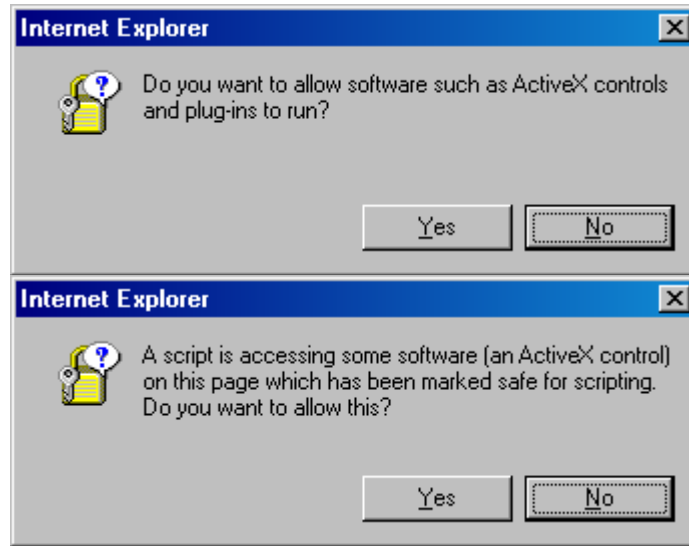 Internet Explorer
Do you want to allow software such as ActiveX controls
and plug-ins to run?
Yes
No
Internet Explorer
A script is accessing some software (an ActiveX control)
on this page which has been marked safe for scripting.
Do you want to allow this?
Yes
No